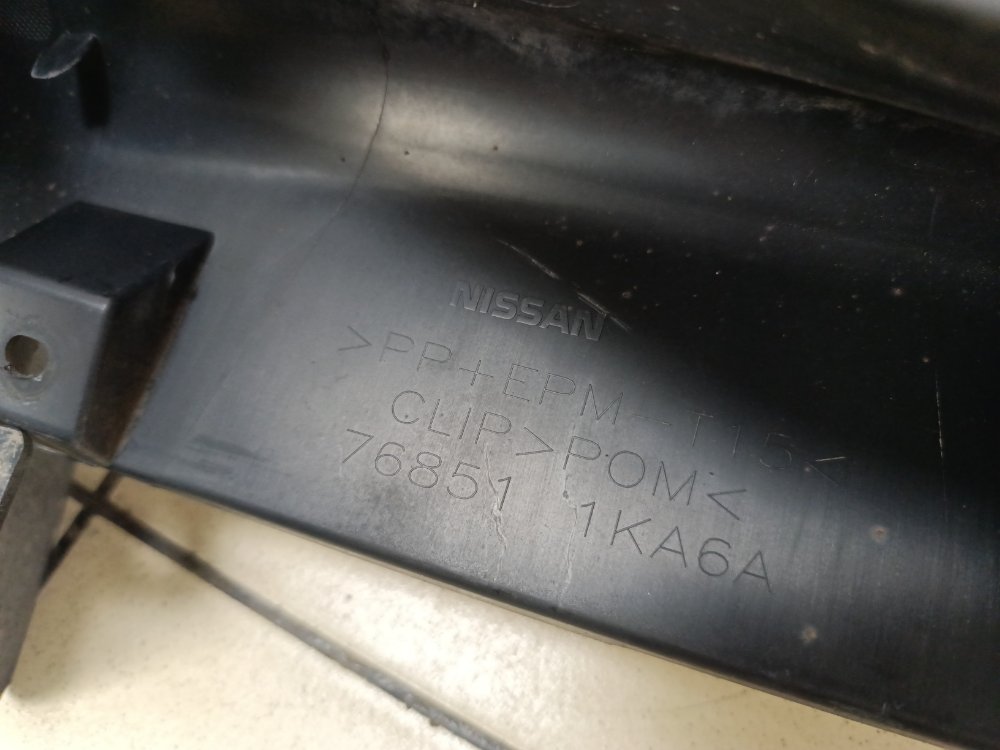 NISSAN
>PP+EPM-T15<
CLIP>POM<
76851 1KA6A